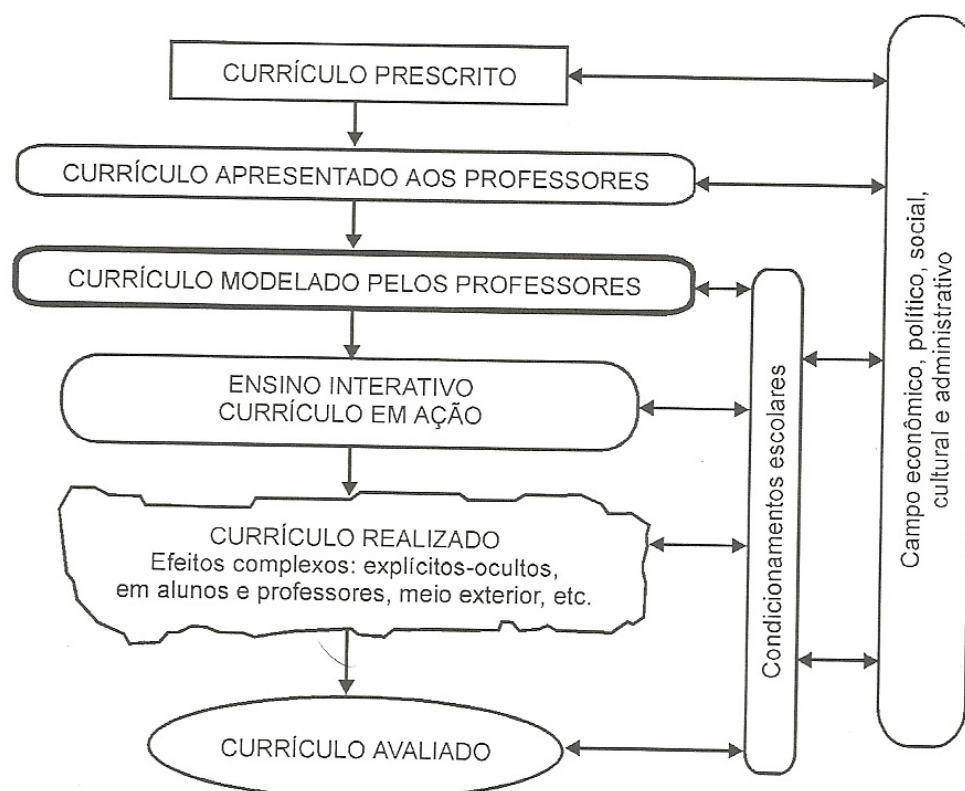 CURRÍCULO PRESCRITO
CURRÍCULO APRESENTADO AOS PROFESSORES
CURRÍCULO MODELADO PELOS PROFESSORES
ENSINO INTERATIVO
CURRÍCULO EM AÇÃO
CURRÍCULO REALIZADO
Efeitos complexos: explícitos-ocultos,
em alunos e professores, meio exterior, etc.
CURRÍCULO AVALIADO
Condicionamentos escolares
Campo econômico, político, social,
cultural e administrativo